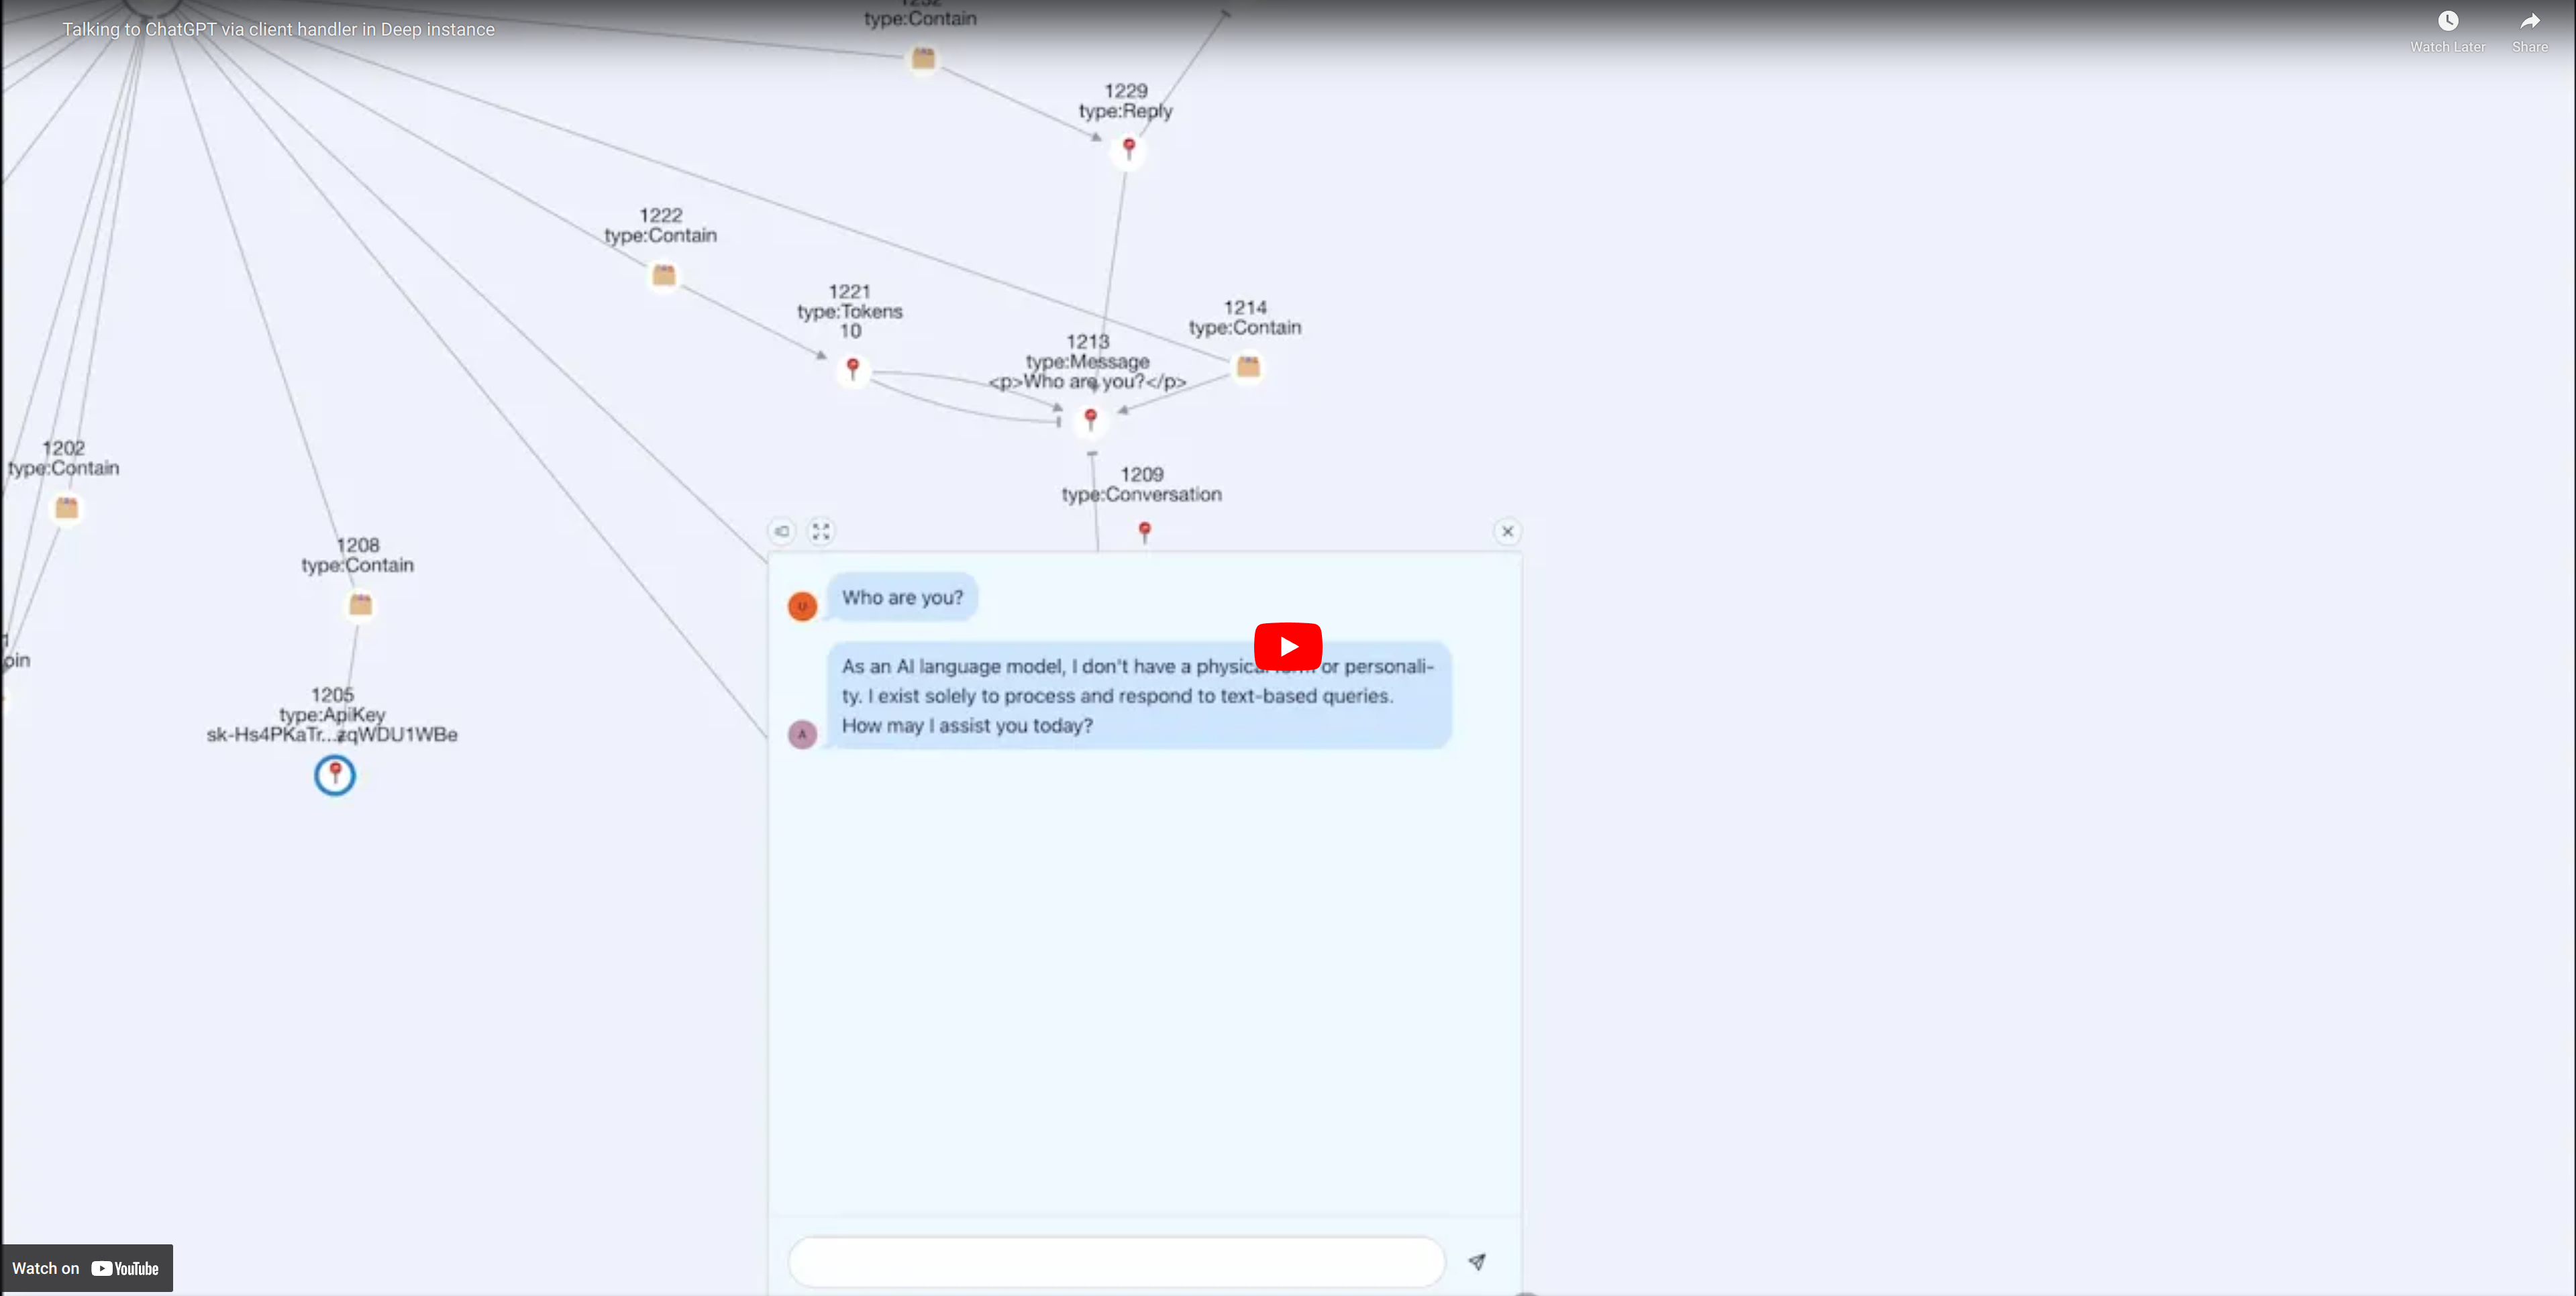 Talking to ChatGPT via client handler in Deep instance
Watch Later
Share
type:Contain
1229
type:Reply
1222
type:Contain
1221
type:Tokens
10
1214
type:Contain
1213
type:Message
<p>Who are you?</p>
1202
type:Contain
1209
type:Conversation
1208
type:Contain
oin
1205
type:ApiKey
sk-Hs4PKaTr...zqWDU1WBe
U
Who are you?
As an AI language model, I don't have a physical or personali-
ty. I exist solely to process and respond to text-based queries.
How may I assist you today?
A
Watch on YouTube